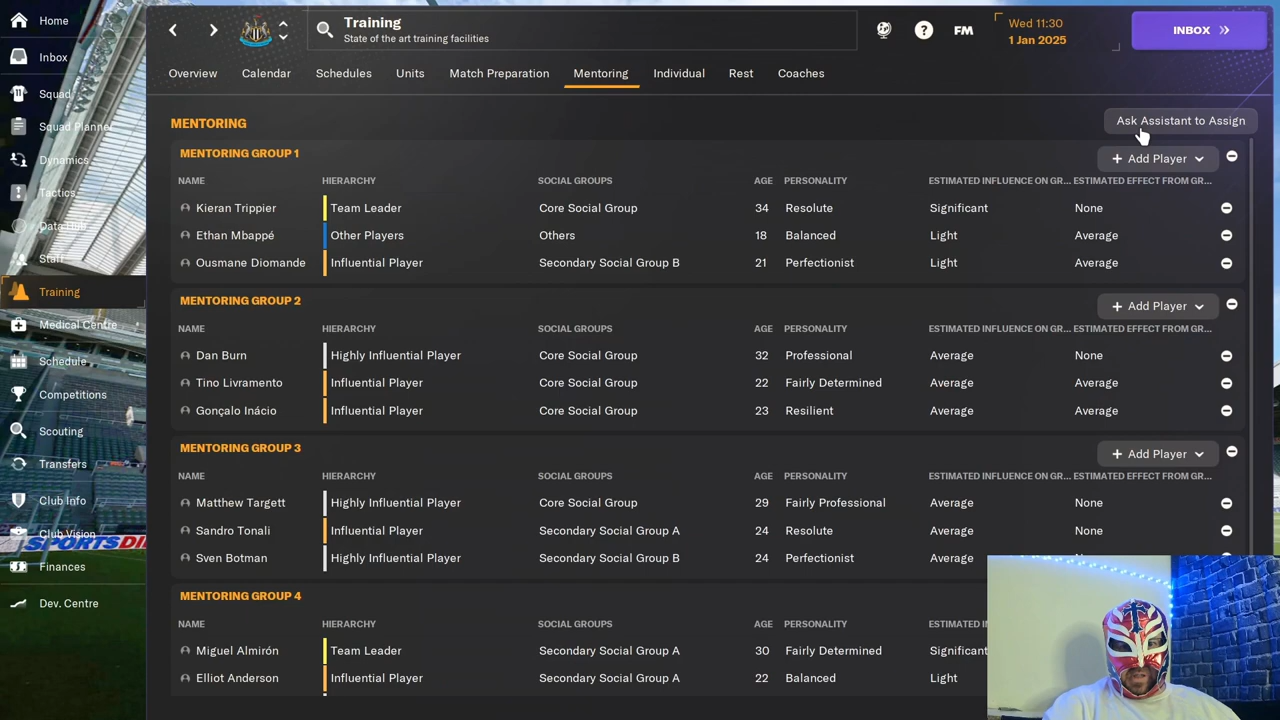 Home
Inbox
Squad
Squad Planner
Dynamics
Tactics
Data Hub
Staff
Training
Medical Centre
Schedule
Competitions
Scouting
Transfers
Club Info
Club Vision
SPORTS DI
Finances
Dev. Centre
Training
State of the art training facilities
?
FM
Wed 11:30
1 Jan 2025
INBOX
Overview Calendar Schedules Units Match Preparation Mentoring Individual Rest Coaches
MENTORING
Ask Assistant to Assign
MENTORING GROUP 1
+ Add Player
NAME HIERARCHY SOCIAL GROUPS AGE PERSONALITY ESTIMATED INFLUENCE ON GR... ESTIMATED EFFECT FROM GR...
Kieran Trippier Team Leader Core Social Group 34 Resolute Significant None
Ethan Mbappé Other Players Others 18 Balanced Light Average
Ousmane Diomande Influential Player Secondary Social Group B 21 Perfectionist Light Average
MENTORING GROUP 2
+ Add Player
NAME HIERARCHY SOCIAL GROUPS AGE PERSONALITY ESTIMATED INFLUENCE ON GR... ESTIMATED EFFECT FROM GR...
Dan Burn Highly Influential Player Core Social Group 32 Professional Average None
Tino Livramento Influential Player Core Social Group 22 Fairly Determined Average Average
Gonçalo Inácio Influential Player Core Social Group 23 Resilient Average Average
MENTORING GROUP 3
+ Add Player
NAME HIERARCHY SOCIAL GROUPS AGE PERSONALITY ESTIMATED INFLUENCE ON GR... ESTIMATED EFFECT FROM GR...
Matthew Targett Highly Influential Player Core Social Group 29 Fairly Professional Average None
Sandro Tonali Influential Player Secondary Social Group A 24 Resolute Average None
Sven Botman Highly Influential Player Secondary Social Group B 24 Perfectionist Average
MENTORING GROUP 4
NAME HIERARCHY SOCIAL GROUPS AGE PERSONALITY ESTIMATED
Miguel Almirón Team Leader Secondary Social Group A 30 Fairly Determined Significant
Elliot Anderson Influential Player Secondary Social Group A 22 Balanced Light